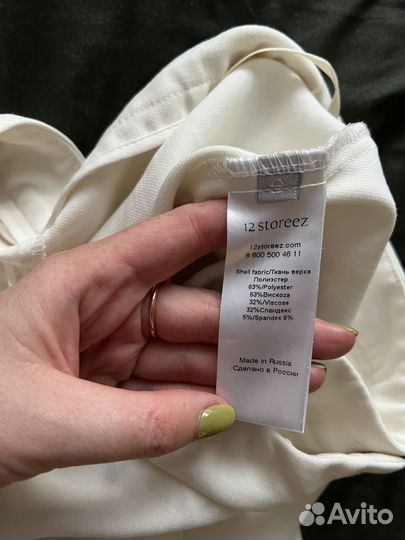 12 storeez
12storeez.com
8 800 500 46 11
Shell fabric/Ткань верха
Полиэстер
63%/Polyester
63%Вискоза
32%/Viscose
32%Спандекс
5%/Spandex 5%
Made in Russia
Сделано в России
Avito